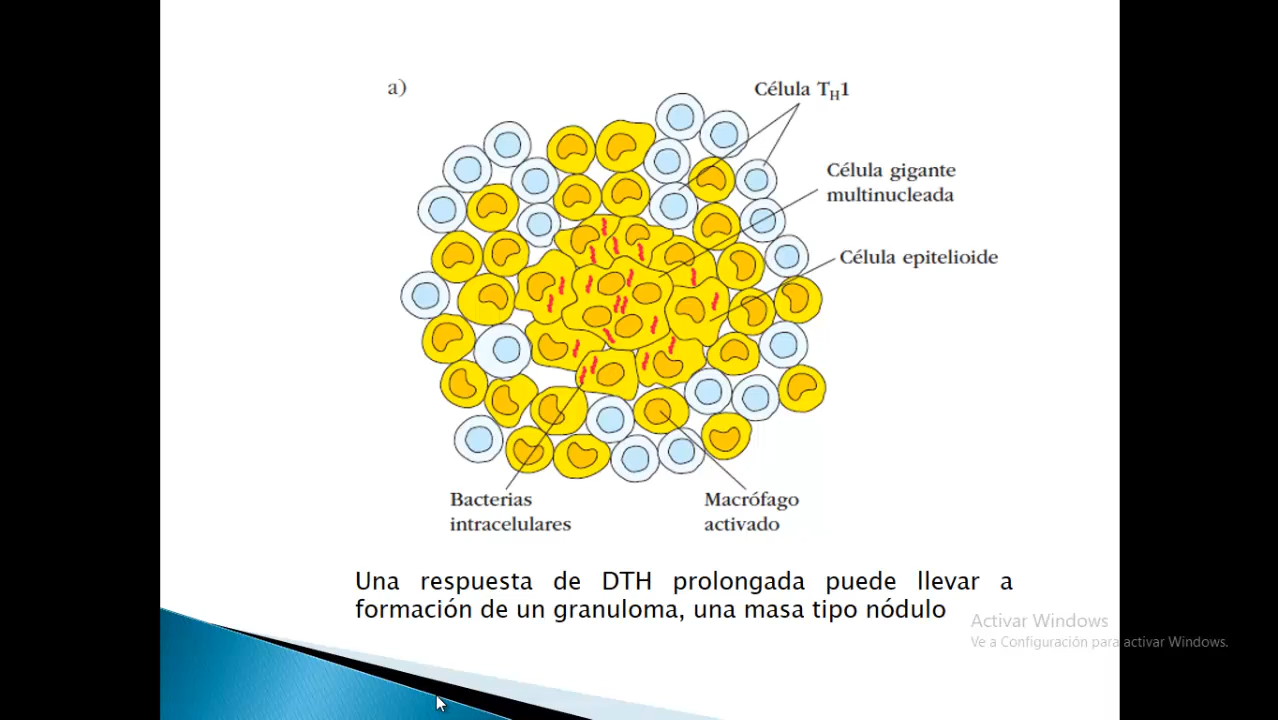 a)
Célula TH1
Célula gigante
multinucleada
Célula epitelioide
Bacterias
intracelulares
Macrófago
activado
Una respuesta de DTH prolongada puede llevar a
formación de un granuloma, una masa tipo nódulo
Activar Windows
Ve a Configuración para activar Windows.